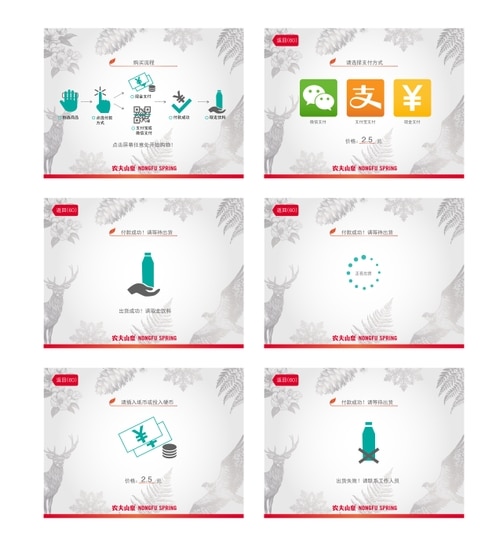 购买流程
现金支付
挑选商品
点击付款
方式
支付宝或
微信支付
付款成功
取走饮料
点击屏幕任意处开始购物!
农夫山泉 NONGFU SPRING
返回(60)
请选择支付方式
微信支付
支付宝支付
现金支付
价格: 2.5 元
农夫山泉 NONGFU SPRING
返回(60)
付款成功! 请等待出货
出货成功! 请取出饮料
农夫山泉 NONGFU SPRING
返回(60)
付款成功! 请等待出货
正在出货
农夫山泉 NONGFU SPRING
返回(60)
请插入纸币或投入硬币
价格: 2.5 元
农夫山泉 NONGFU SPRING
返回(60)
付款成功! 请等待出货
出货失败! 请联系工作人员
农夫山泉 NONGFU SPRING